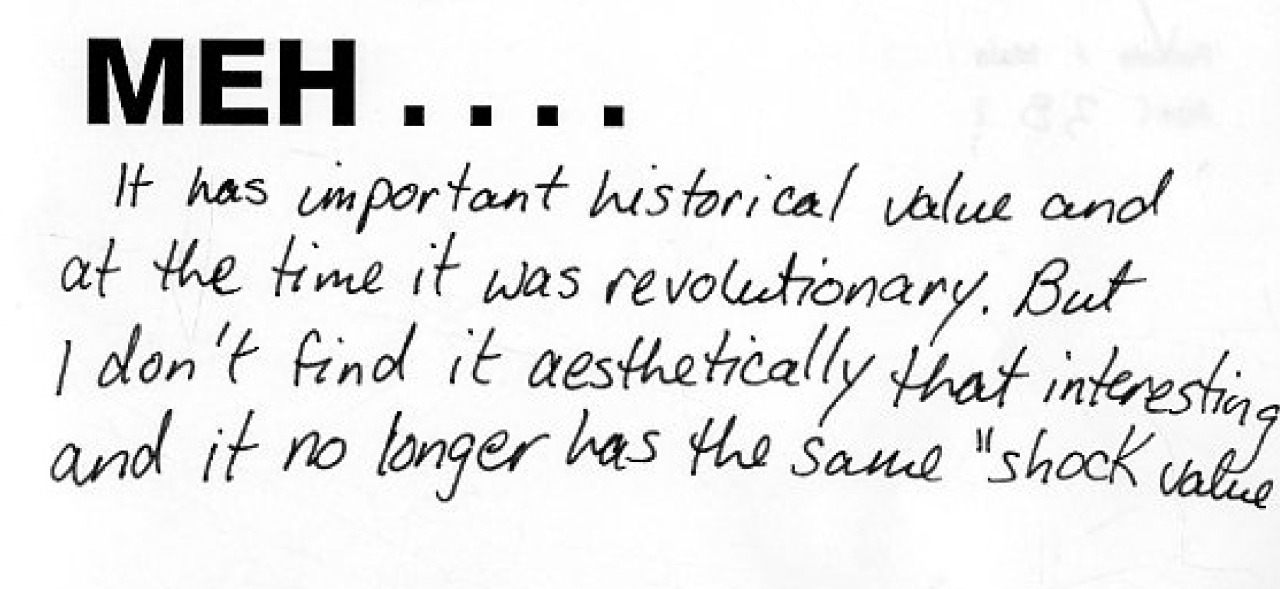 MEH....
It has important historical value and
at the time it was revolutionary. But
I don't find it aesthetically that interesting
and it no longer has the same "shock value